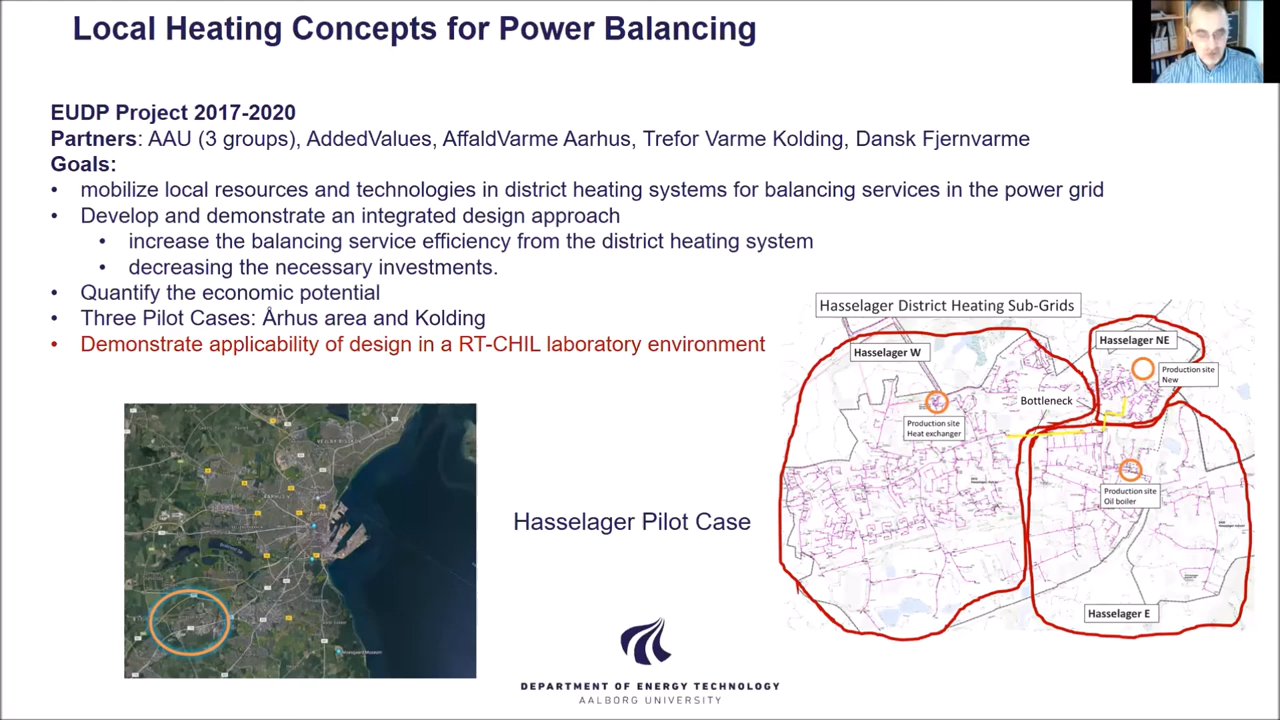 Local Heating Concepts for Power Balancing
EUDP Project 2017-2020
Partners: AAU (3 groups), AddedValues, AffaldVarme Aarhus, Trefor Varme Kolding, Dansk Fjernvarme
Goals:
• mobilize local resources and technologies in district heating systems for balancing services in the power grid
• Develop and demonstrate an integrated design approach
• increase the balancing service efficiency from the district heating system
• decreasing the necessary investments.
• Quantify the economic potential
• Three Pilot Cases: Århus area and Kolding
• Demonstrate applicability of design in a RT-CHIL laboratory environment
Hasselager District Heating Sub-Grids
Hasselager W
Hasselager NE
Production site
New
Bottleneck
Production site
Heat exchanger
Production site
Oil boiler
Hasselager E
Hasselager Pilot Case
DEPARTMENT OF ENERGY TECHNOLOGY
AALBORG UNIVERSITY